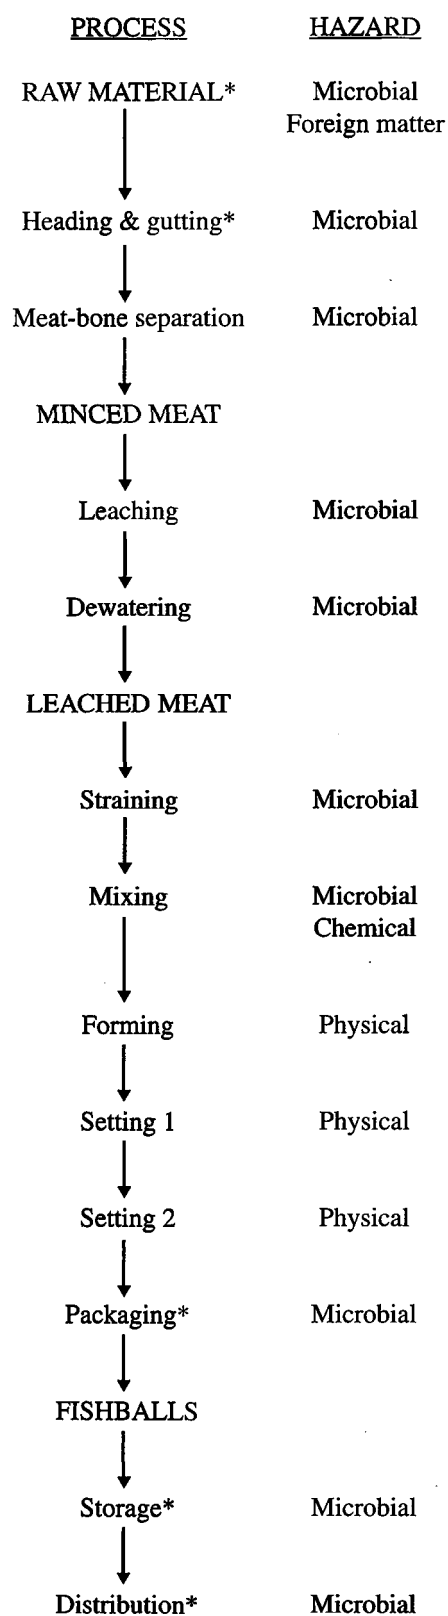 PROCESS HAZARD
RAW MATERIAL* Microbial
Foreign matter
Heading & gutting* Microbial
Meat-bone separation Microbial
MINCED MEAT
Leaching Microbial
Dewatering Microbial
LEACHED MEAT
Straining Microbial
Mixing Microbial
Chemical
Forming Physical
Setting 1 Physical
Setting 2 Physical
Packaging* Microbial
FISHBALLS
Storage* Microbial
Distribution* Microbial